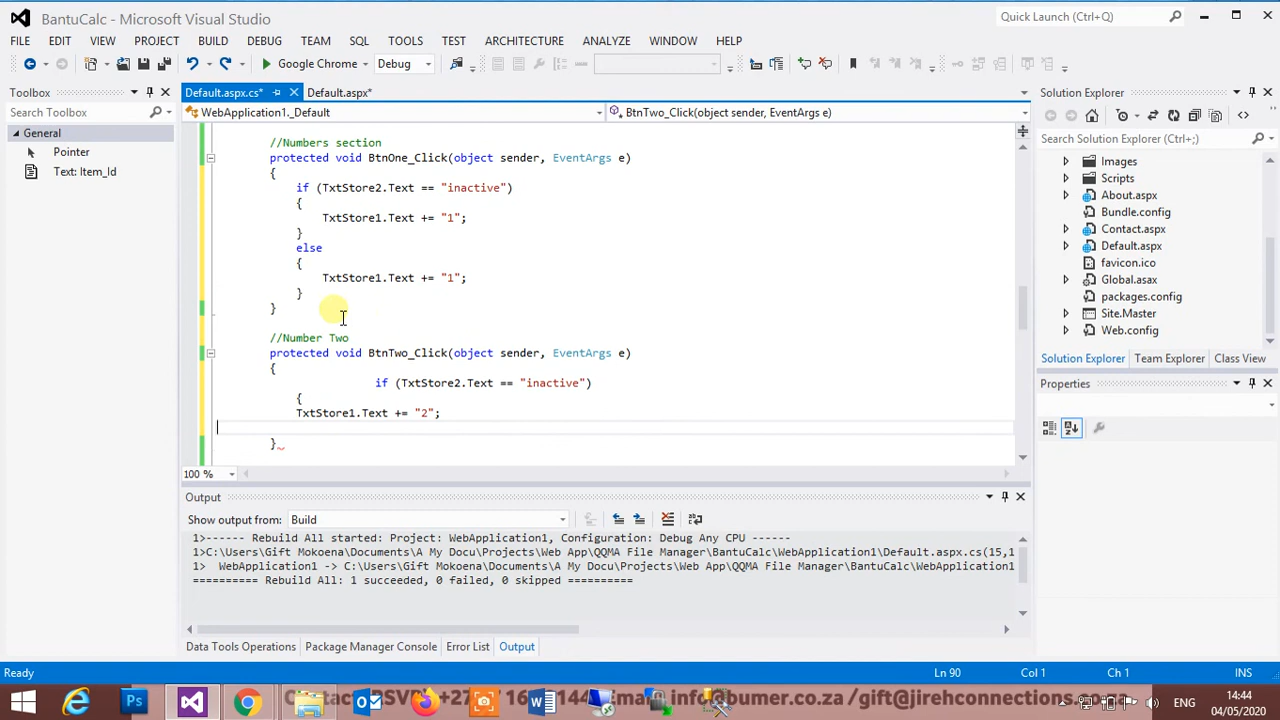 BantuCalc - Microsoft Visual Studio
Quick Launch (Ctrl+Q)
FILE EDIT VIEW PROJECT BUILD DEBUG TEAM SQL TOOLS TEST ARCHITECTURE ANALYZE WINDOW HELP
Google Chrome Debug
Toolbox
Search Toolbox
General
Pointer
Text: Item_Id
Default.aspx.cs* Default.aspx*
WebApplication1._Default BtnTwo_Click(object sender, EventArgs e)
//Numbers section
protected void BtnOne_Click(object sender, EventArgs e)
{
if (TxtStore2.Text == "inactive")
{
TxtStore1.Text += "1";
}
else
{
TxtStore1.Text += "1";
}
}
//Number Two
protected void BtnTwo_Click(object sender, EventArgs e)
{
if (TxtStore2.Text == "inactive")
{
TxtStore1.Text += "2";
}
100 %
Output
Show output from: Build
1>------ Rebuild All started: Project: WebApplication1, Configuration: Debug Any CPU ------
1>C:\Users\Gift Mokoena\Documents\A My Docu\Projects\Web App\QQMA File Manager\BantuCalc\WebApplication1\Default.aspx.cs(15,1
1> WebApplication1 -> C:\Users\Gift Mokoena\Documents\A My Docu\Projects\Web App\QQMA File Manager\BantuCalc\WebApplication1
========== Rebuild All: 1 succeeded, 0 failed, 0 skipped ==========
Data Tools Operations Package Manager Console Error List Output
Solution Explorer
Search Solution Explorer (Ctrl+;)
Images
Scripts
About.aspx
Bundle.config
Contact.aspx
Default.aspx
favicon.ico
Global.asax
packages.config
Site.Master
Web.config
Solution Explorer Team Explorer Class View
Properties
Ready Ln 90 Col 1 Ch 1 INS
info@bumer.co.za /gift@jirehconnections.co
14:44
04/05/2020